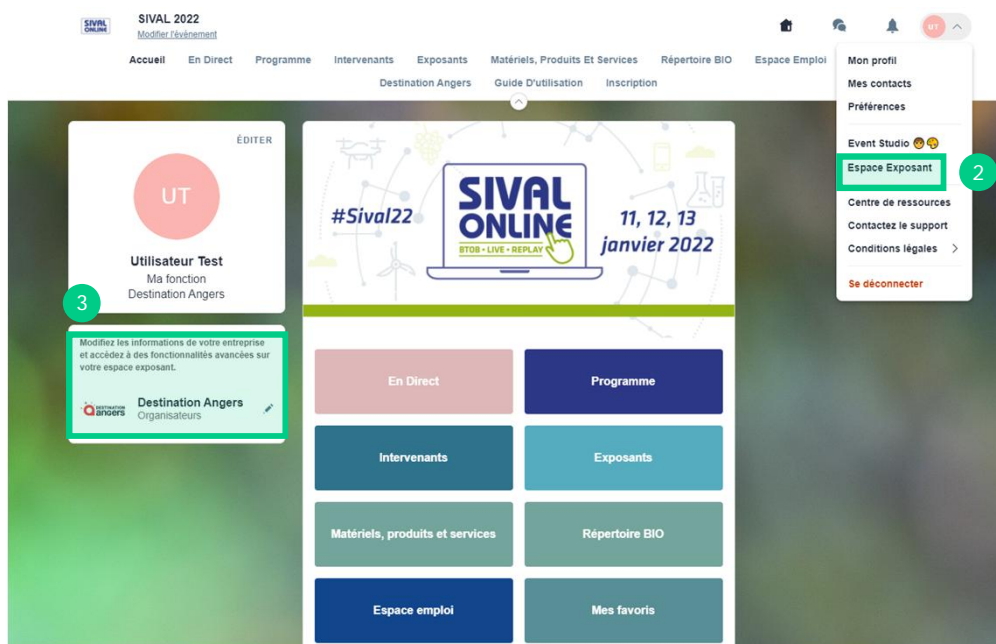 SIVAL ONLINE
SIVAL 2022
Modifier l'évènement
UT
Accueil En Direct Programme Intervenants Exposants Matériels, Produits Et Services Répertoire BIO Espace Emploi
Destination Angers Guide D'utilisation Inscription
Mon profil
Mes contacts
Préférences
Event Studio
Espace Exposant
2
Centre de ressources
Contactez le support
Conditions légales
Se déconnecter
ÉDITER
UT
Utilisateur Test
Ma fonction
Destination Angers
3
Modifiez les informations de votre entreprise
et accédez à des fonctionnalités avancées sur
votre espace exposant.
DESTINATION
angers
Destination Angers
Organisateurs
#Sival22
SIVAL
ONLINE
BTOB • LIVE • REPLAY
11, 12, 13
janvier 2022
En Direct
Programme
Intervenants
Exposants
Matériels, produits et services
Répertoire BIO
Espace emploi
Mes favoris